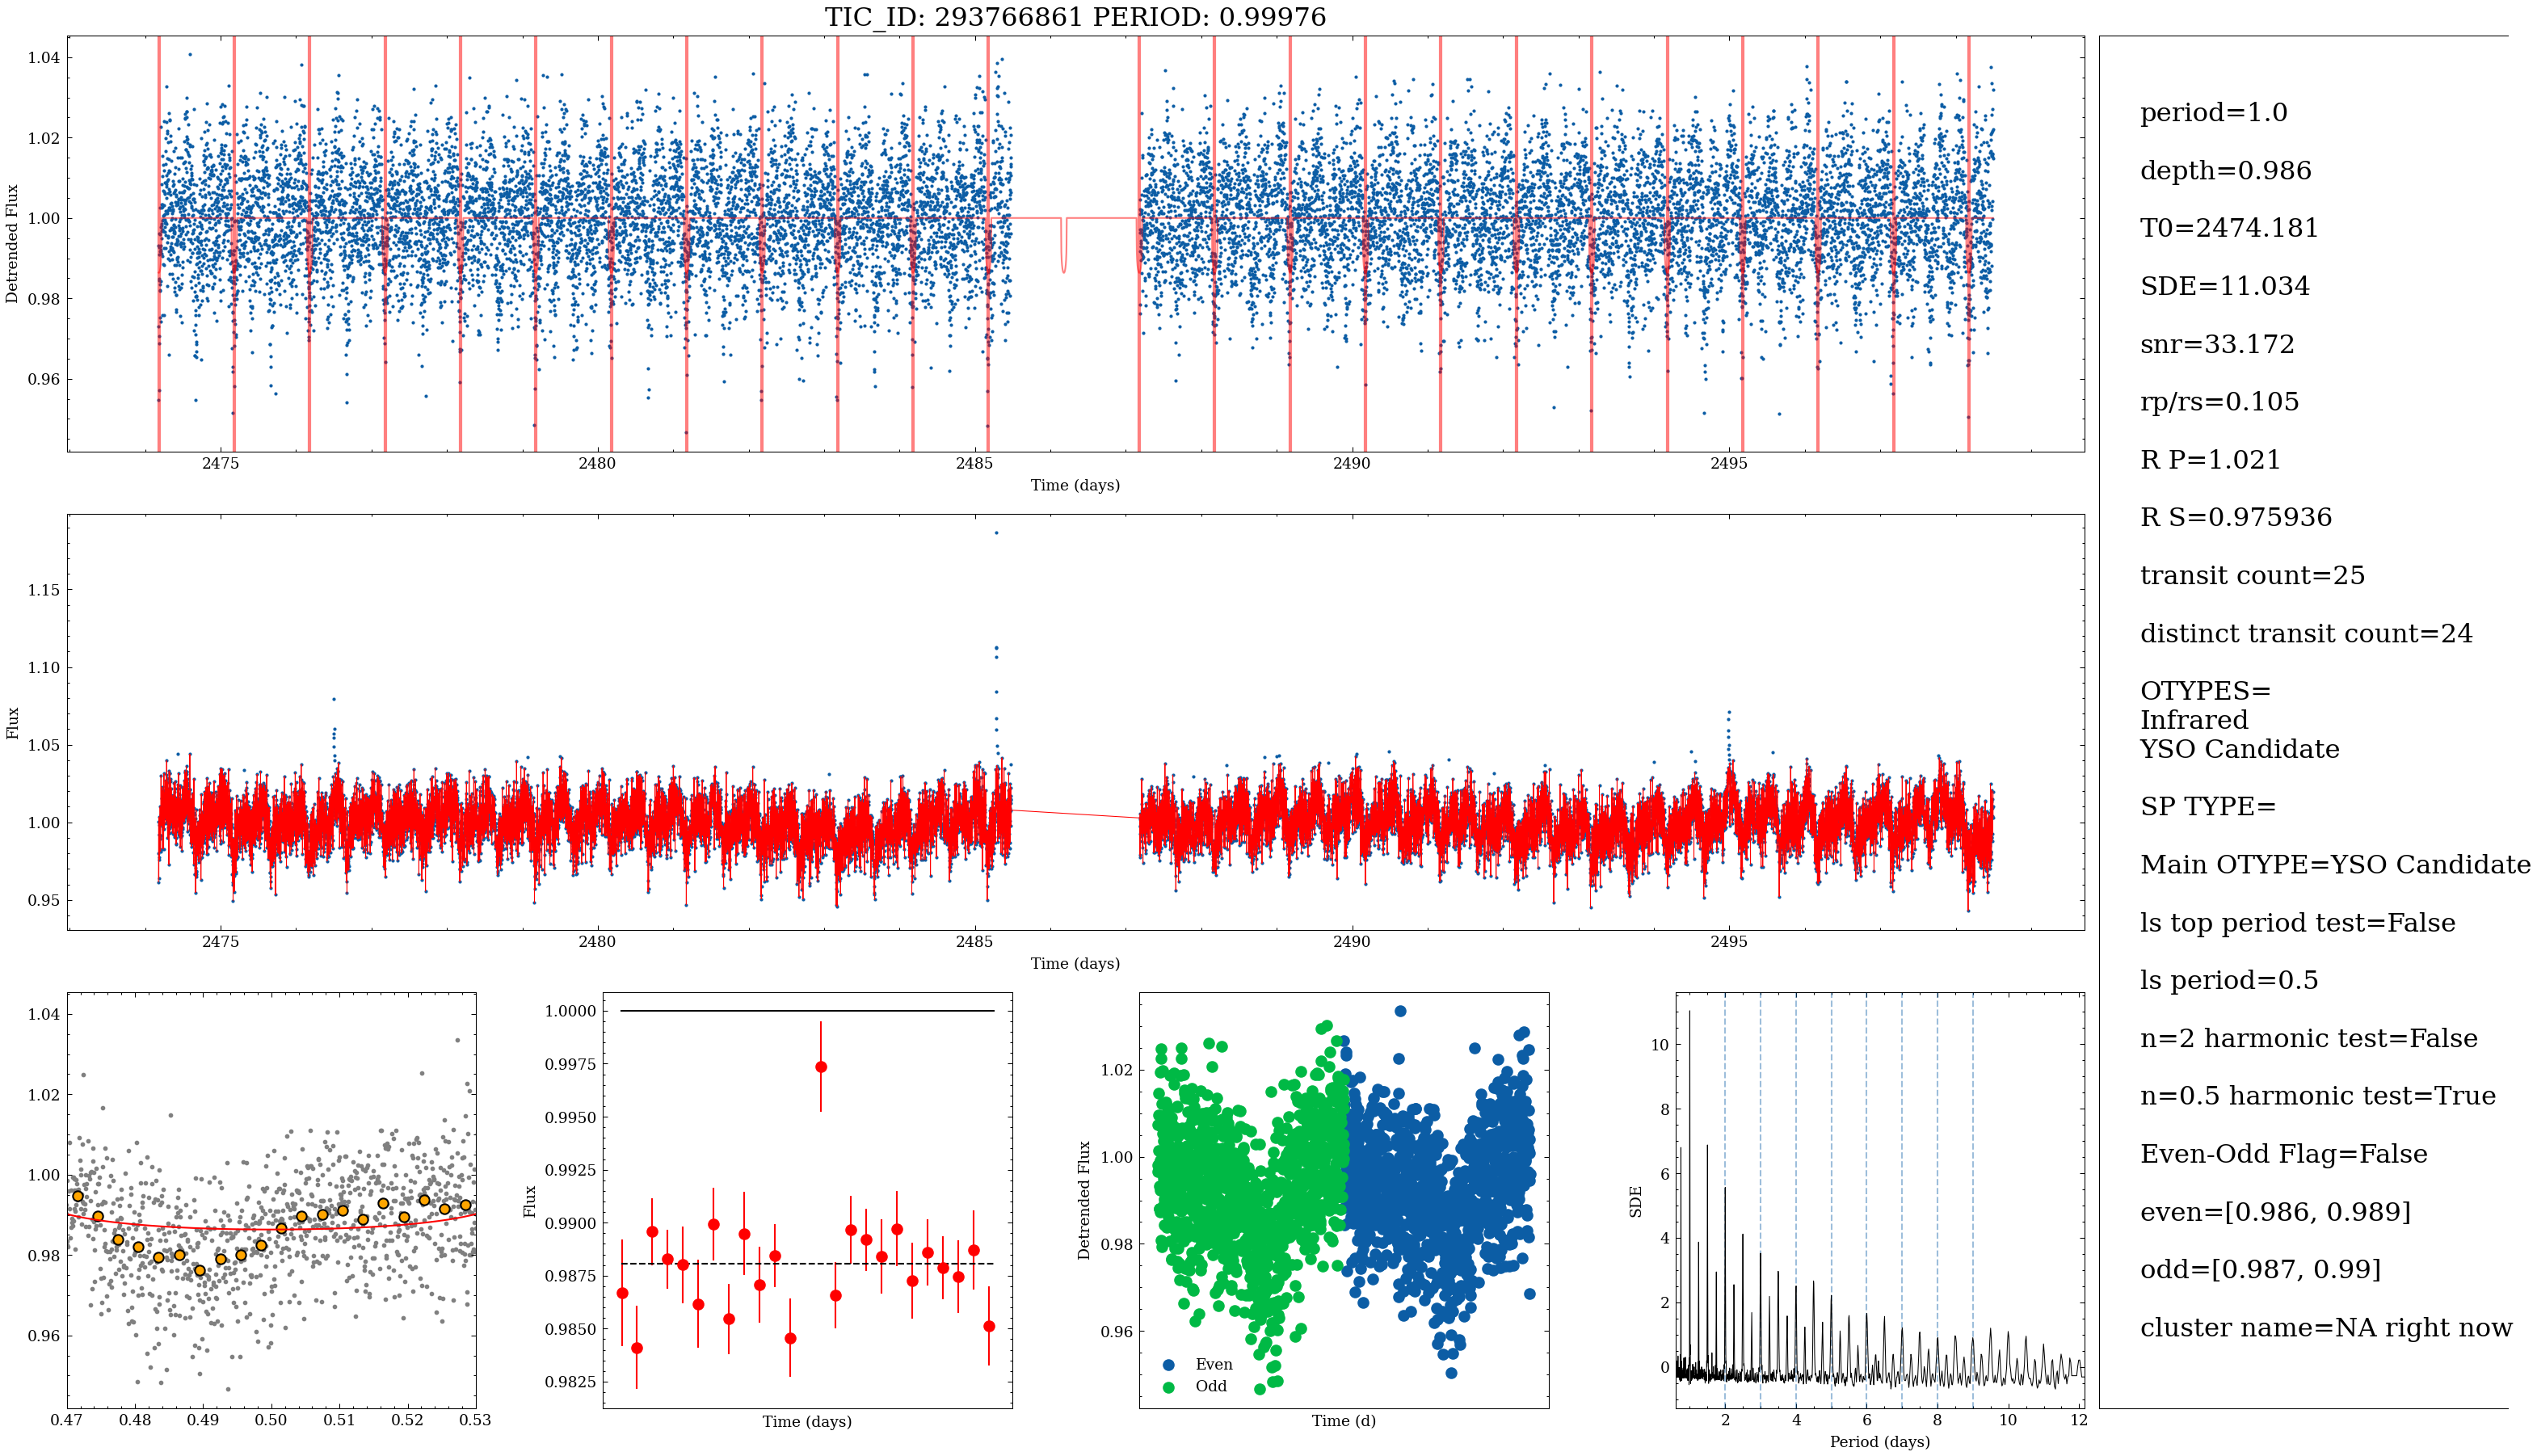 TIC_ID: 293766861 PERIOD: 0.99976
1.04
1.02
1.00
0.98
0.96
Detrended Flux
2475
2480
2485
2490
2495
Time (days)
1.15
1.10
1.05
1.00
0.95
Flux
2475
2480
2485
2490
2495
Time (days)
1.04
1.02
1.00
0.98
0.96
0.47
0.48
0.49
0.50
0.51
0.52
0.53
1.0000
0.9975
0.9950
0.9925
0.9900
0.9875
0.9850
0.9825
Flux
Time (days)
1.02
1.00
0.98
0.96
Detrended Flux
Even
Odd
Time (d)
10
8
6
4
2
0
SDE
2
4
6
8
10
12
Period (days)
period=1.0
depth=0.986
T0=2474.181
SDE=11.034
snr=33.172
rp/rs=0.105
R P=1.021
R S=0.975936
transit count=25
distinct transit count=24
OTYPES=
Infrared
YSO Candidate
SP TYPE=
Main OTYPE=YSO Candidate
ls top period test=False
ls period=0.5
n=2 harmonic test=False
n=0.5 harmonic test=True
Even-Odd Flag=False
even=[0.986, 0.989]
odd=[0.987, 0.99]
cluster name=NA right now